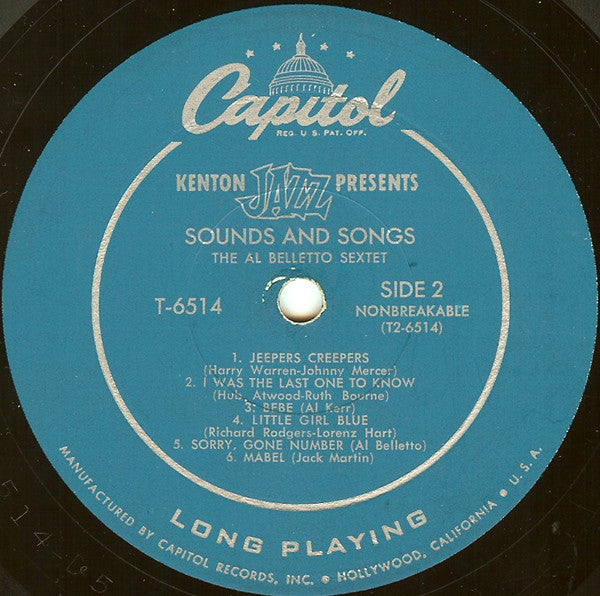 Capitol
REG. U.S. PAT. OFF.
KENTON JAZZ PRESENTS
SOUNDS AND SONGS
THE AL BELLETTO SEXTET
T-6514
SIDE 2
NONBREAKABLE
(T2-6514)
1. JEEPERS CREEPERS
(Harry Warren-Johnny Mercer)
2. I WAS THE LAST ONE TO KNOW
(Hub, Atwood-Ruth Bourne)
3. BEBE (Al Kerr)
4. LITTLE GIRL BLUE
(Richard Rodgers-Lorenz Hart)
5. SORRY, GONE NUMBER (Al Belletto)
6. MABEL (Jack Martin)
LONG PLAYING
MANUFACTURED BY CAPITOL RECORDS, INC. • HOLLYWOOD, CALIFORNIA • U.S.A.